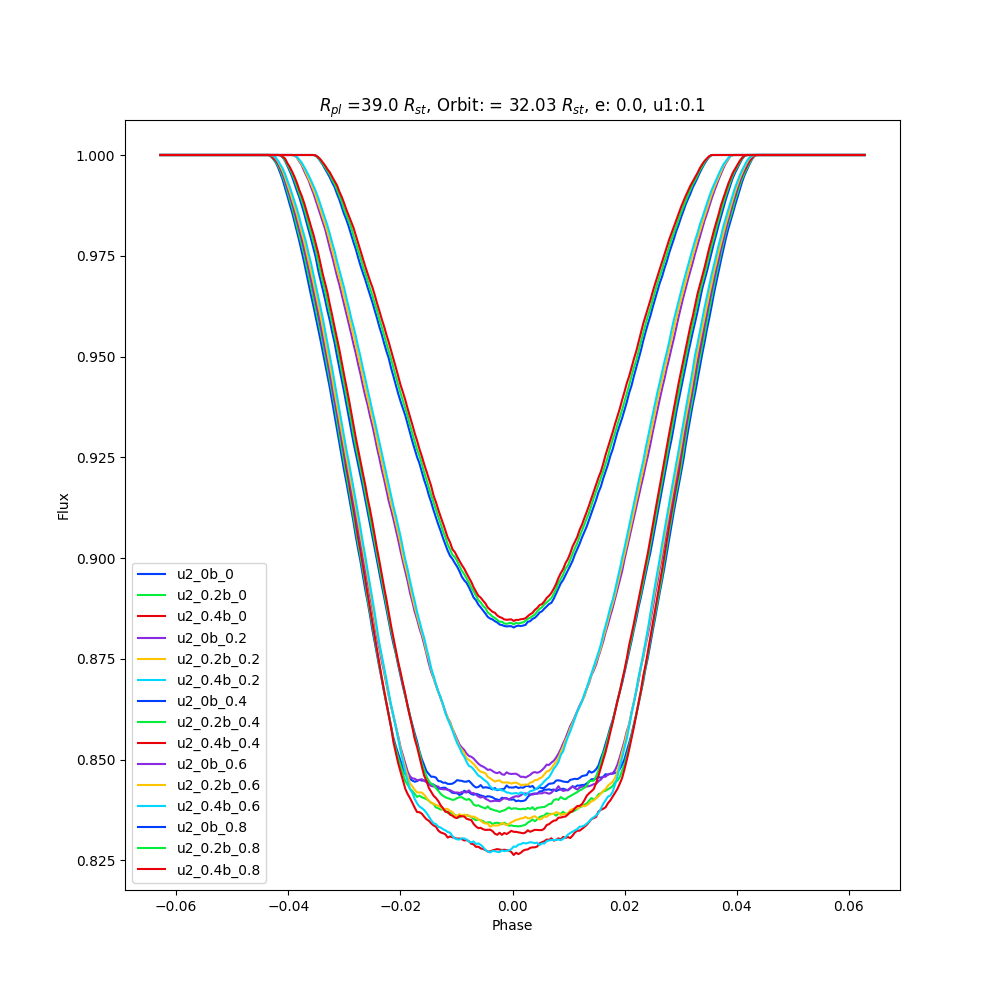 R_pl =39.0 R_st, Orbit: = 32.03 R_st, e: 0.0, u1:0.1
1.000
0.975
0.950
0.925
0.900
0.875
0.850
0.825
Flux
u2_0b_0
u2_0.2b_0
u2_0.4b_0
u2_0b_0.2
u2_0.2b_0.2
u2_0.4b_0.2
u2_0b_0.4
u2_0.2b_0.4
u2_0.4b_0.4
u2_0b_0.6
u2_0.2b_0.6
u2_0.4b_0.6
u2_0b_0.8
u2_0.2b_0.8
u2_0.4b_0.8
−0.06 −0.04 −0.02 0.00 0.02 0.04 0.06
Phase